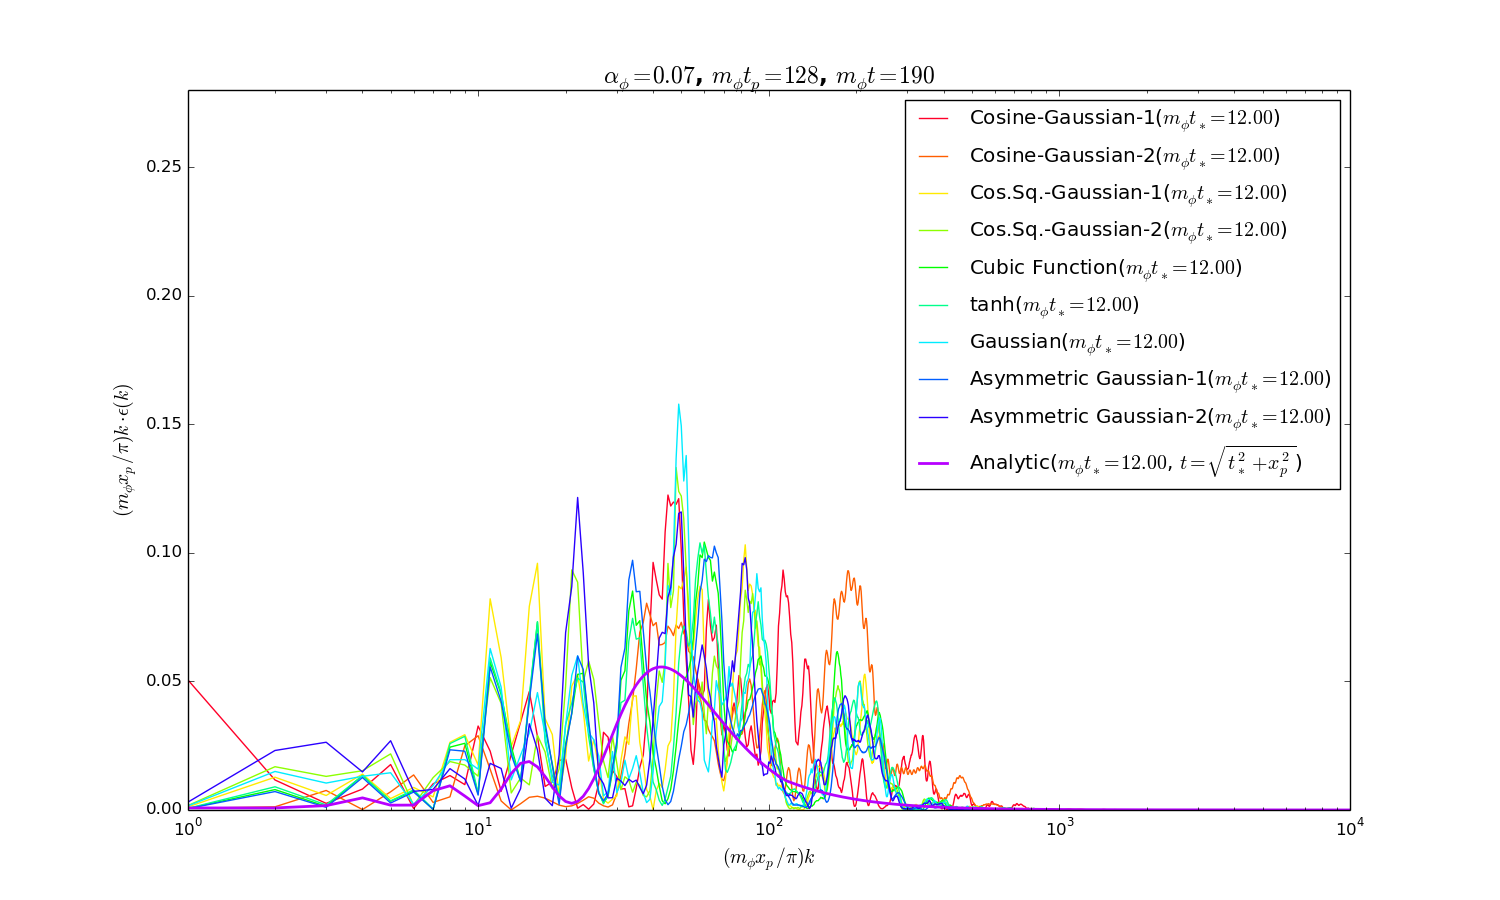 α_ϕ=0.07, m_ϕt_p=128, m_ϕt=190
Cosine-Gaussian-1(m_ϕt_*=12.00)
Cosine-Gaussian-2(m_ϕt_*=12.00)
Cos.Sq.-Gaussian-1(m_ϕt_*=12.00)
Cos.Sq.-Gaussian-2(m_ϕt_*=12.00)
Cubic Function(m_ϕt_*=12.00)
tanh(m_ϕt_*=12.00)
Gaussian(m_ϕt_*=12.00)
Asymmetric Gaussian-1(m_ϕt_*=12.00)
Asymmetric Gaussian-2(m_ϕt_*=12.00)
Analytic(m_ϕt_*=12.00, t=√(t_*^2+x_p^2))
0.25
0.20
0.15
0.10
0.05
0.00
(m_ϕx_p/π)k·ϵ(k)
10^0 10^1 10^2 10^3 10^4
(m_ϕx_p/π)k